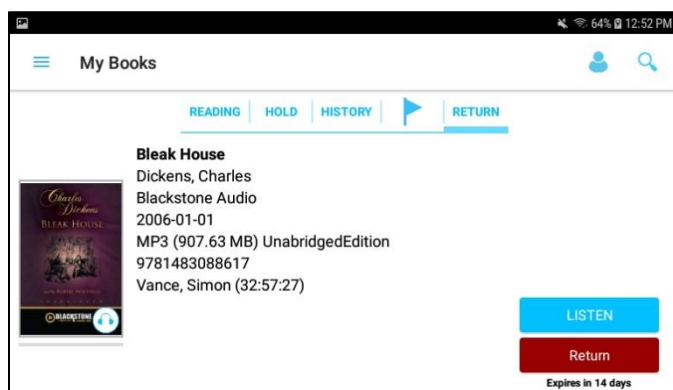 64% 12:52 PM
My Books
READING HOLD HISTORY RETURN
Bleak House
Dickens, Charles
Blackstone Audio
2006-01-01
MP3 (907.63 MB) UnabridgedEdition
9781483088617
Vance, Simon (32:57:27)
Charles
Dickens
BLEAK HOUSE
UNABRIDGED
BLACKSTONE
LISTEN
Return
Expires in 14 days